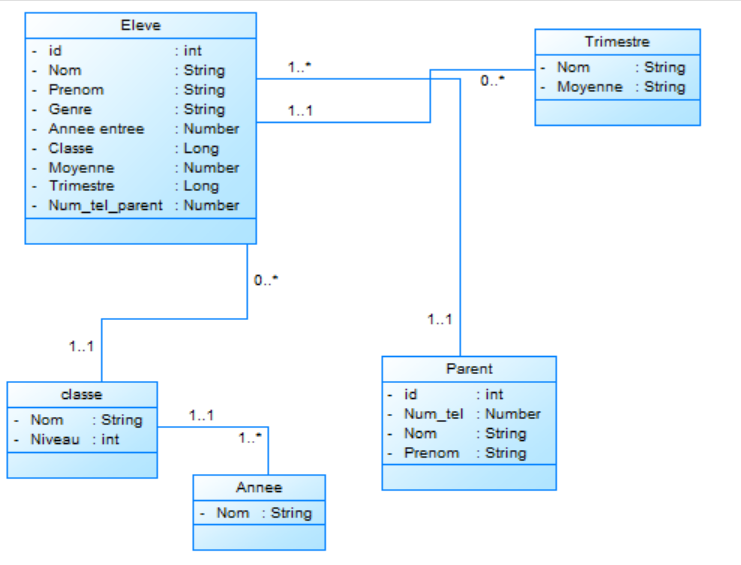 Eleve
- id : int
- Nom : String
- Prenom : String
- Genre : String
- Annee entree : Number
- Classe : Long
- Moyenne : Number
- Trimestre : Long
- Num_tel_parent : Number
1..*
1..1
0..*
Trimestre
- Nom : String
- Moyenne : String
0..*
1..1
1..1
classe
- Nom : String
- Niveau : int
1..1
1..*
Annee
- Nom : String
Parent
- id : int
- Num_tel : Number
- Nom : String
- Prenom : String